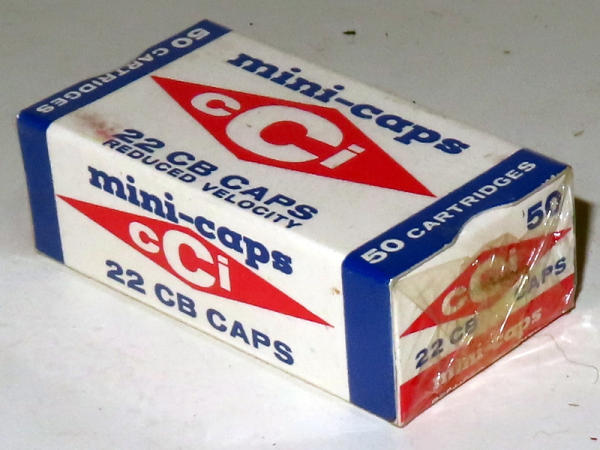 50 CARTRIDGES
mini-caps
CCi
22 CB CAPS
REDUCED VELOCITY
50 CARTRIDGES
mini-caps
CCi
22 CB CAPS
50
CCi
22 CB CAPS
mini-caps